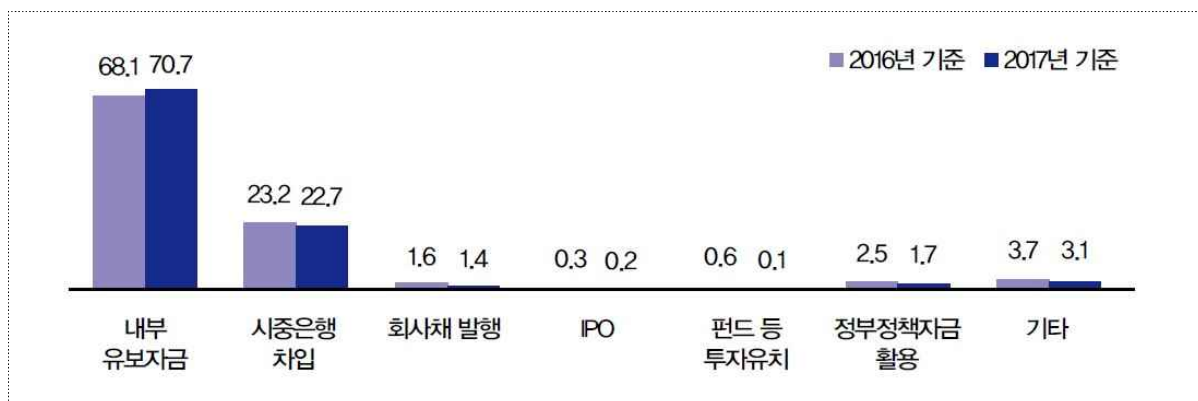 2016년 기준 2017년 기준
68.1 70.7
23.2 22.7
1.6 1.4
0.3 0.2
0.6 0.1
2.5 1.7
3.7 3.1
내부
유보자금
시중은행
차입
회사채 발행
IPO
펀드 등
투자유치
정부정책자금
활용
기타